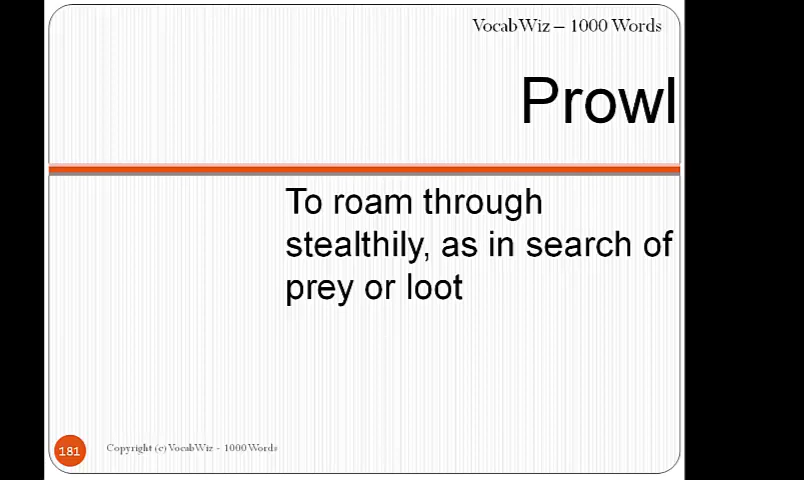 VocabWiz – 1000 Words
Prowl
To roam through
stealthily, as in search of
prey or loot
181
Copyright (c) VocabWiz - 1000 Words